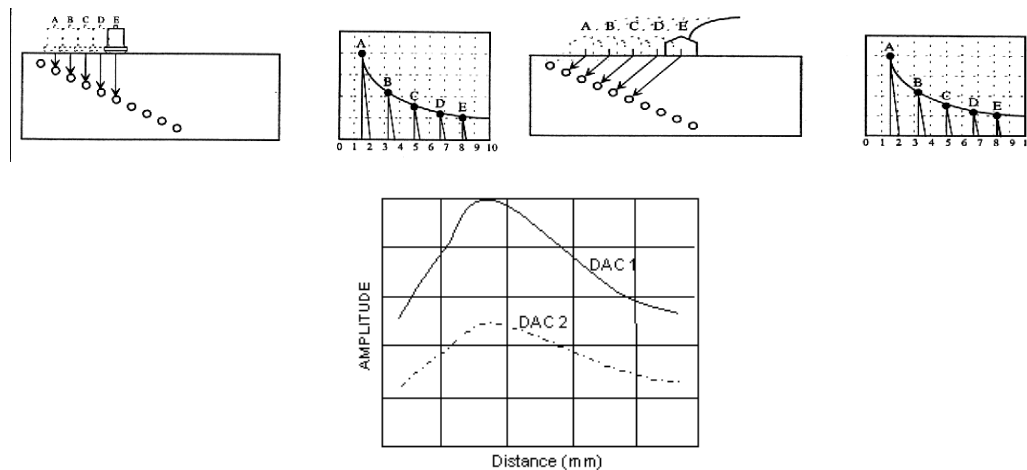 A B C D E
A
B
C
D
E
0 1 2 3 4 5 6 7 8 9 10
A B C D E
A
B
C
D
E
0 1 2 3 4 5 6 7 8 9 1
DAC 1
DAC 2
AMPLITUDE
Distance (mm)